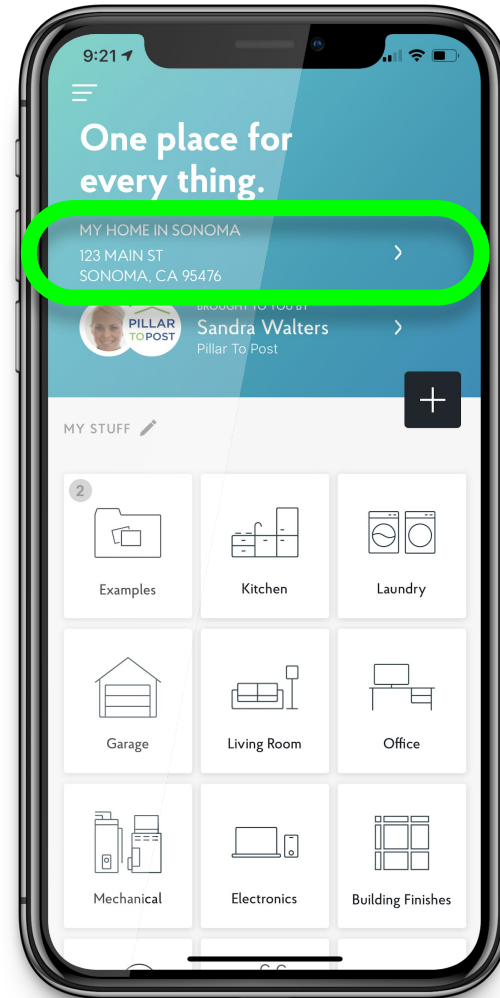 9:21
One place for
every thing.
MY HOME IN SONOMA
123 MAIN ST
SONOMA, CA 95476
BROUGHT TO YOU BY
PILLAR
TO POST
Sandra Walters
Pillar To Post
MY STUFF
2
Examples
Kitchen
Laundry
Garage
Living Room
Office
Mechanical
Electronics
Building Finishes